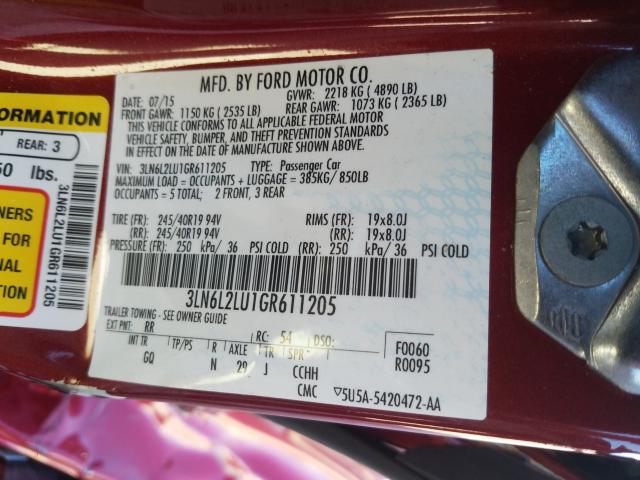 MFD. BY FORD MOTOR CO.
DATE: 07/15 GVWR: 2218 KG ( 4890 LB)
FRONT GAWR: 1150 KG ( 2535 LB) REAR GAWR: 1073 KG ( 2365 LB)
THIS VEHICLE CONFORMS TO ALL APPLICABLE FEDERAL MOTOR
VEHICLE SAFETY, BUMPER, AND THEFT PREVENTION STANDARDS
IN EFFECT ON THE DATE OF MANUFACTURE SHOWN ABOVE.
VIN: 3LN6L2LU1GR611205 TYPE: Passenger Car
MAXIMUM LOAD = OCCUPANTS + LUGGAGE = 385KG/ 850LB
OCCUPANTS = 5 TOTAL; 2 FRONT, 3 REAR
TIRE (FR): 245/40R19 94V RIMS (FR): 19x8.0J
(RR): 245/40R19 94V (RR): 19x8.0J
PRESSURE (FR): 250 kPa/ 36 PSI COLD (RR): 250 kPa/ 36 PSI COLD
3LN6L2LU1GR611205
TRAILER TOWING - SEE OWNER GUIDE
EXT PNT: RR RC: 54 DSO: F0060
INT TR TP/PS R AXLE TR SPR R0095
GQ N 29 J CCHH
CMC 5U5A-5420472-AA
FORMATION
REAR: 3
50 lbs.
NERS
FOR
NAL
TION
3LN6L2LU1GR611205